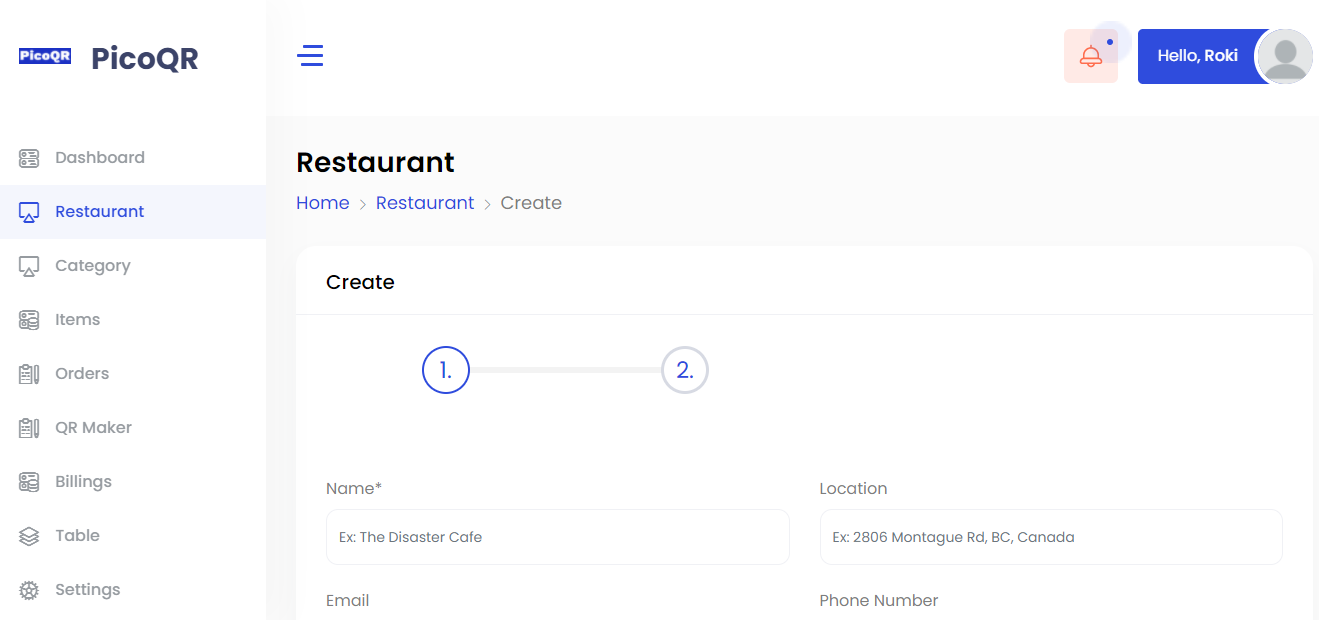 PicoQR PicoQR
Hello, Roki
Dashboard
Restaurant
Category
Items
Orders
QR Maker
Billings
Table
Settings
Restaurant
Home > Restaurant > Create
Create
1. 2.
Name* Location
Ex: The Disaster Cafe Ex: 2806 Montague Rd, BC, Canada
Email Phone Number